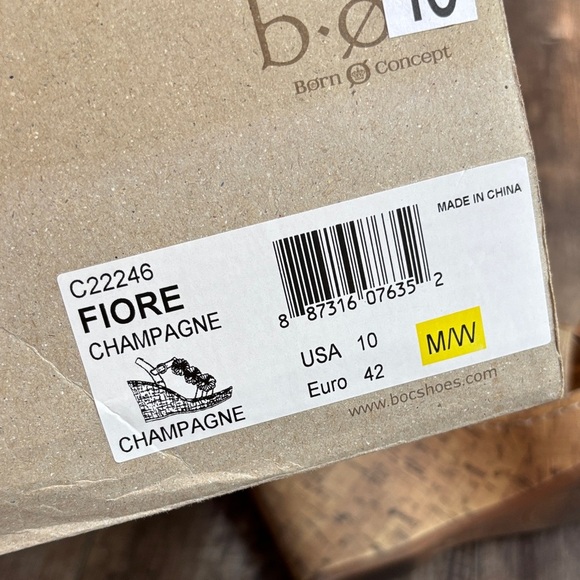 b·ø
10
Børn Concept
C22246
FIORE
CHAMPAGNE
CHAMPAGNE
8 87316 07635 2
MADE IN CHINA
USA 10
Euro 42
M/W
www.bocshoes.com